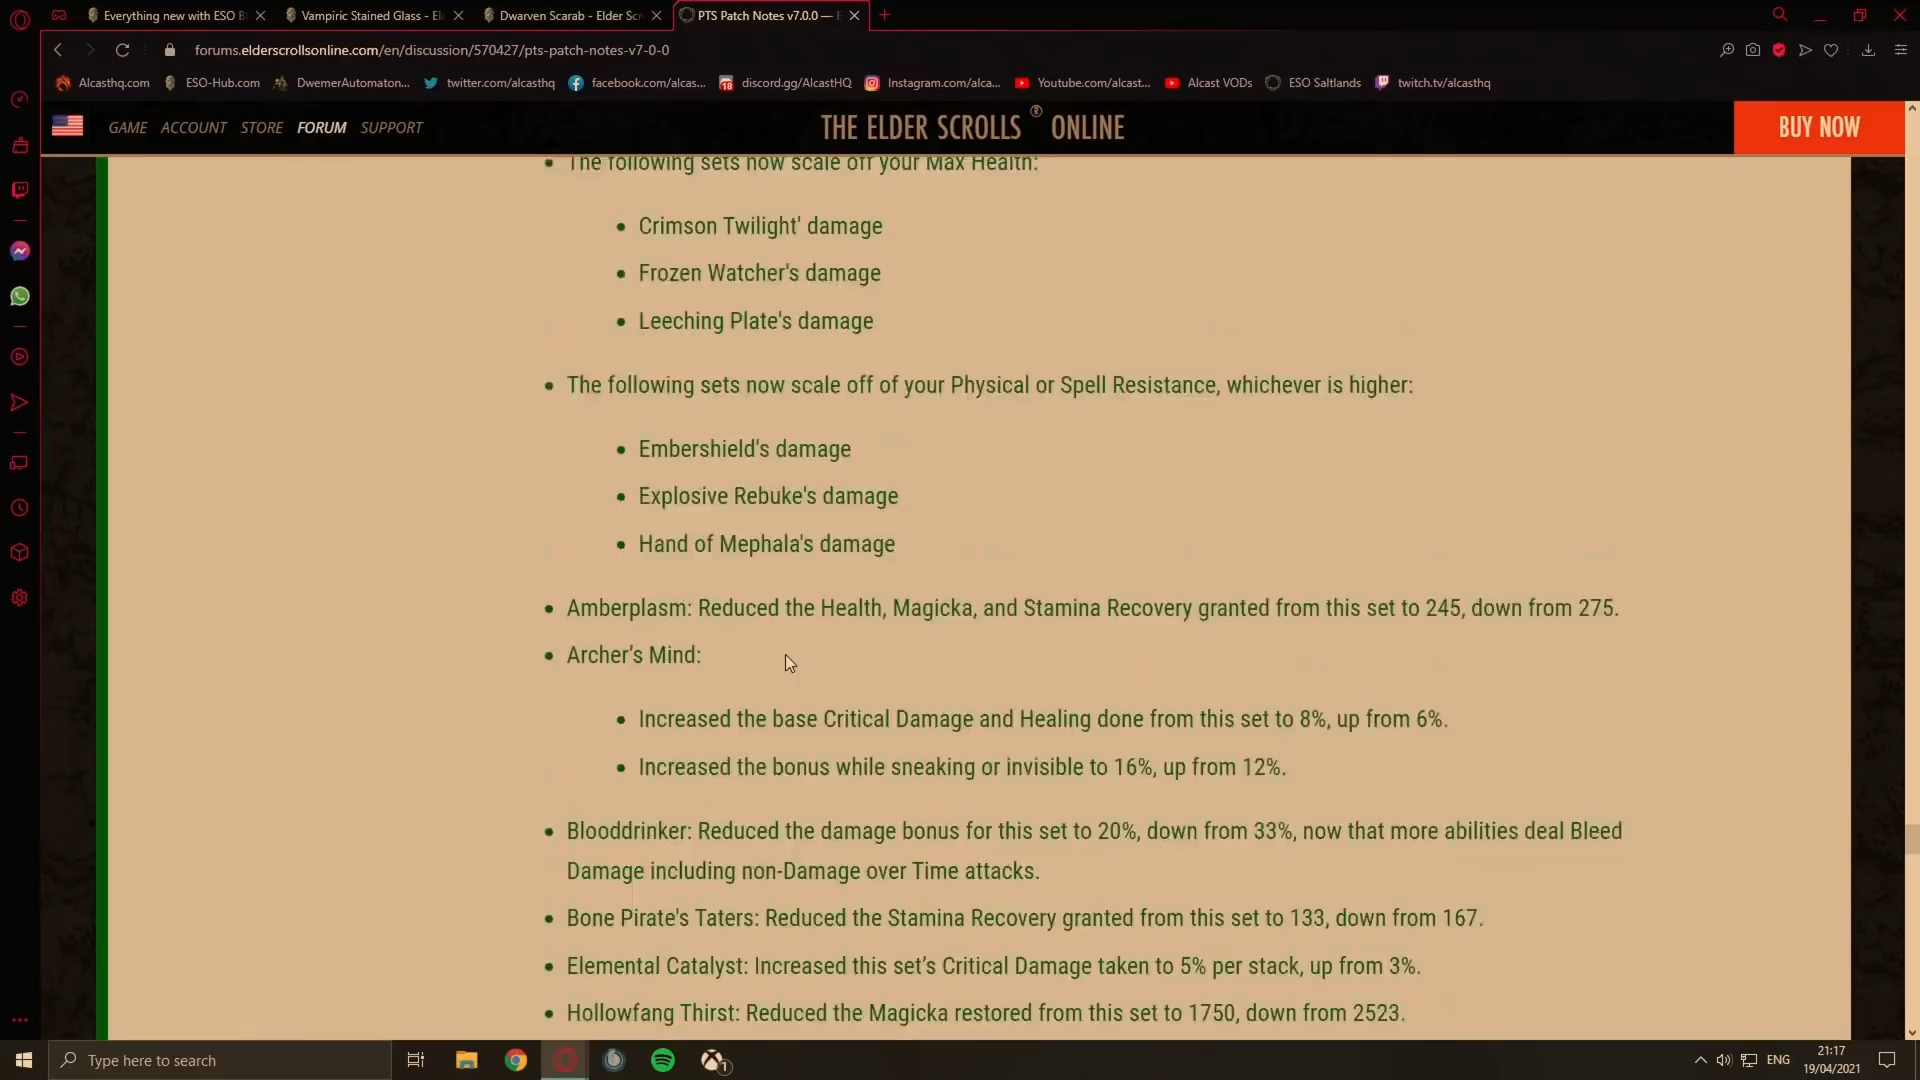 Everything new with ESO B
Vampiric Stained Glass - El
Dwarven Scarab - Elder Scr
PTS Patch Notes v7.0.0 — E
forums.elderscrollsonline.com/en/discussion/570427/pts-patch-notes-v7-0-0
Alcasthq.com ESO-Hub.com DwemerAutomaton... twitter.com/alcasthq facebook.com/alcas... 18 discord.gg/AlcastHQ Instagram.com/alca... Youtube.com/alcast... Alcast VODs ESO Saltlands twitch.tv/alcasthq
GAME ACCOUNT STORE FORUM SUPPORT
THE ELDER SCROLLS ® ONLINE
BUY NOW
• The following sets now scale off your Max Health:
• Crimson Twilight' damage
• Frozen Watcher's damage
• Leeching Plate's damage
• The following sets now scale off of your Physical or Spell Resistance, whichever is higher:
• Embershield's damage
• Explosive Rebuke's damage
• Hand of Mephala's damage
• Amberplasm: Reduced the Health, Magicka, and Stamina Recovery granted from this set to 245, down from 275.
• Archer’s Mind:
• Increased the base Critical Damage and Healing done from this set to 8%, up from 6%.
• Increased the bonus while sneaking or invisible to 16%, up from 12%.
• Blooddrinker: Reduced the damage bonus for this set to 20%, down from 33%, now that more abilities deal Bleed
Damage including non-Damage over Time attacks.
• Bone Pirate's Taters: Reduced the Stamina Recovery granted from this set to 133, down from 167.
• Elemental Catalyst: Increased this set’s Critical Damage taken to 5% per stack, up from 3%.
• Hollowfang Thirst: Reduced the Magicka restored from this set to 1750, down from 2523.
Type here to search
1
ENG
21:17
19/04/2021